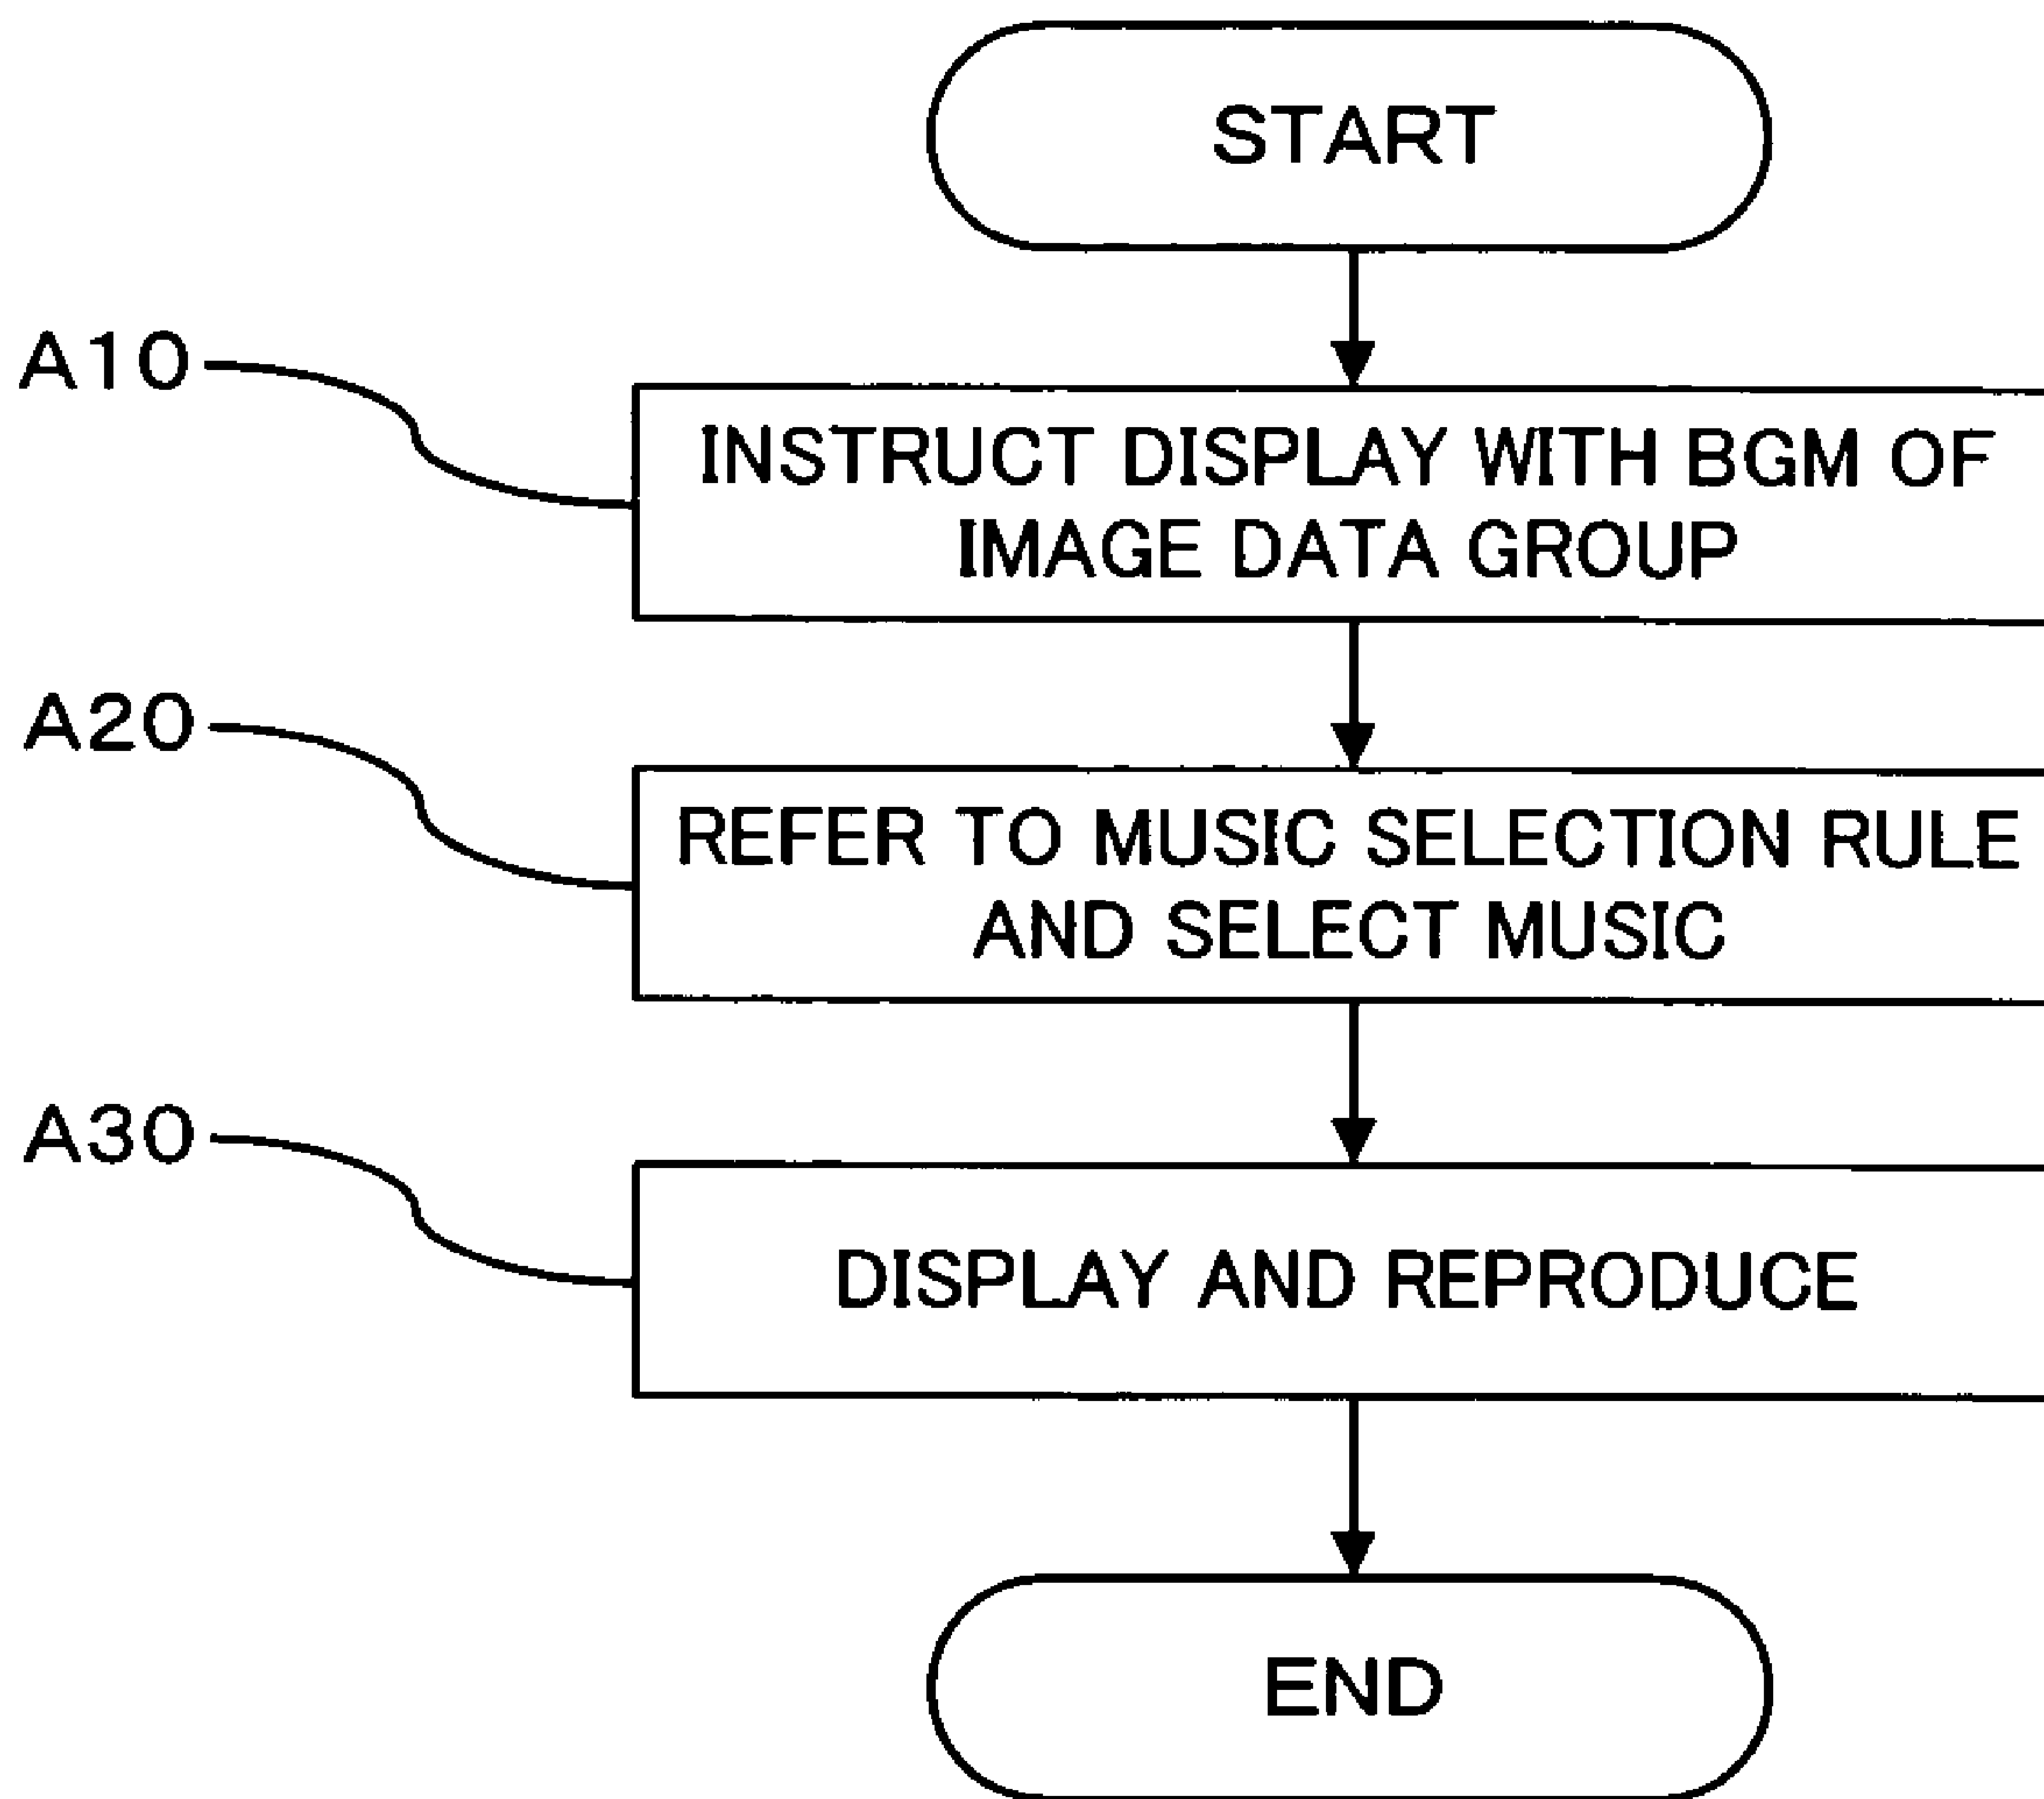 START
A10
INSTRUCT DISPLAY WITH BGM OF
IMAGE DATA GROUP
A20
REFER TO MUSIC SELECTION RULE
AND SELECT MUSIC
A30
DISPLAY AND REPRODUCE
END